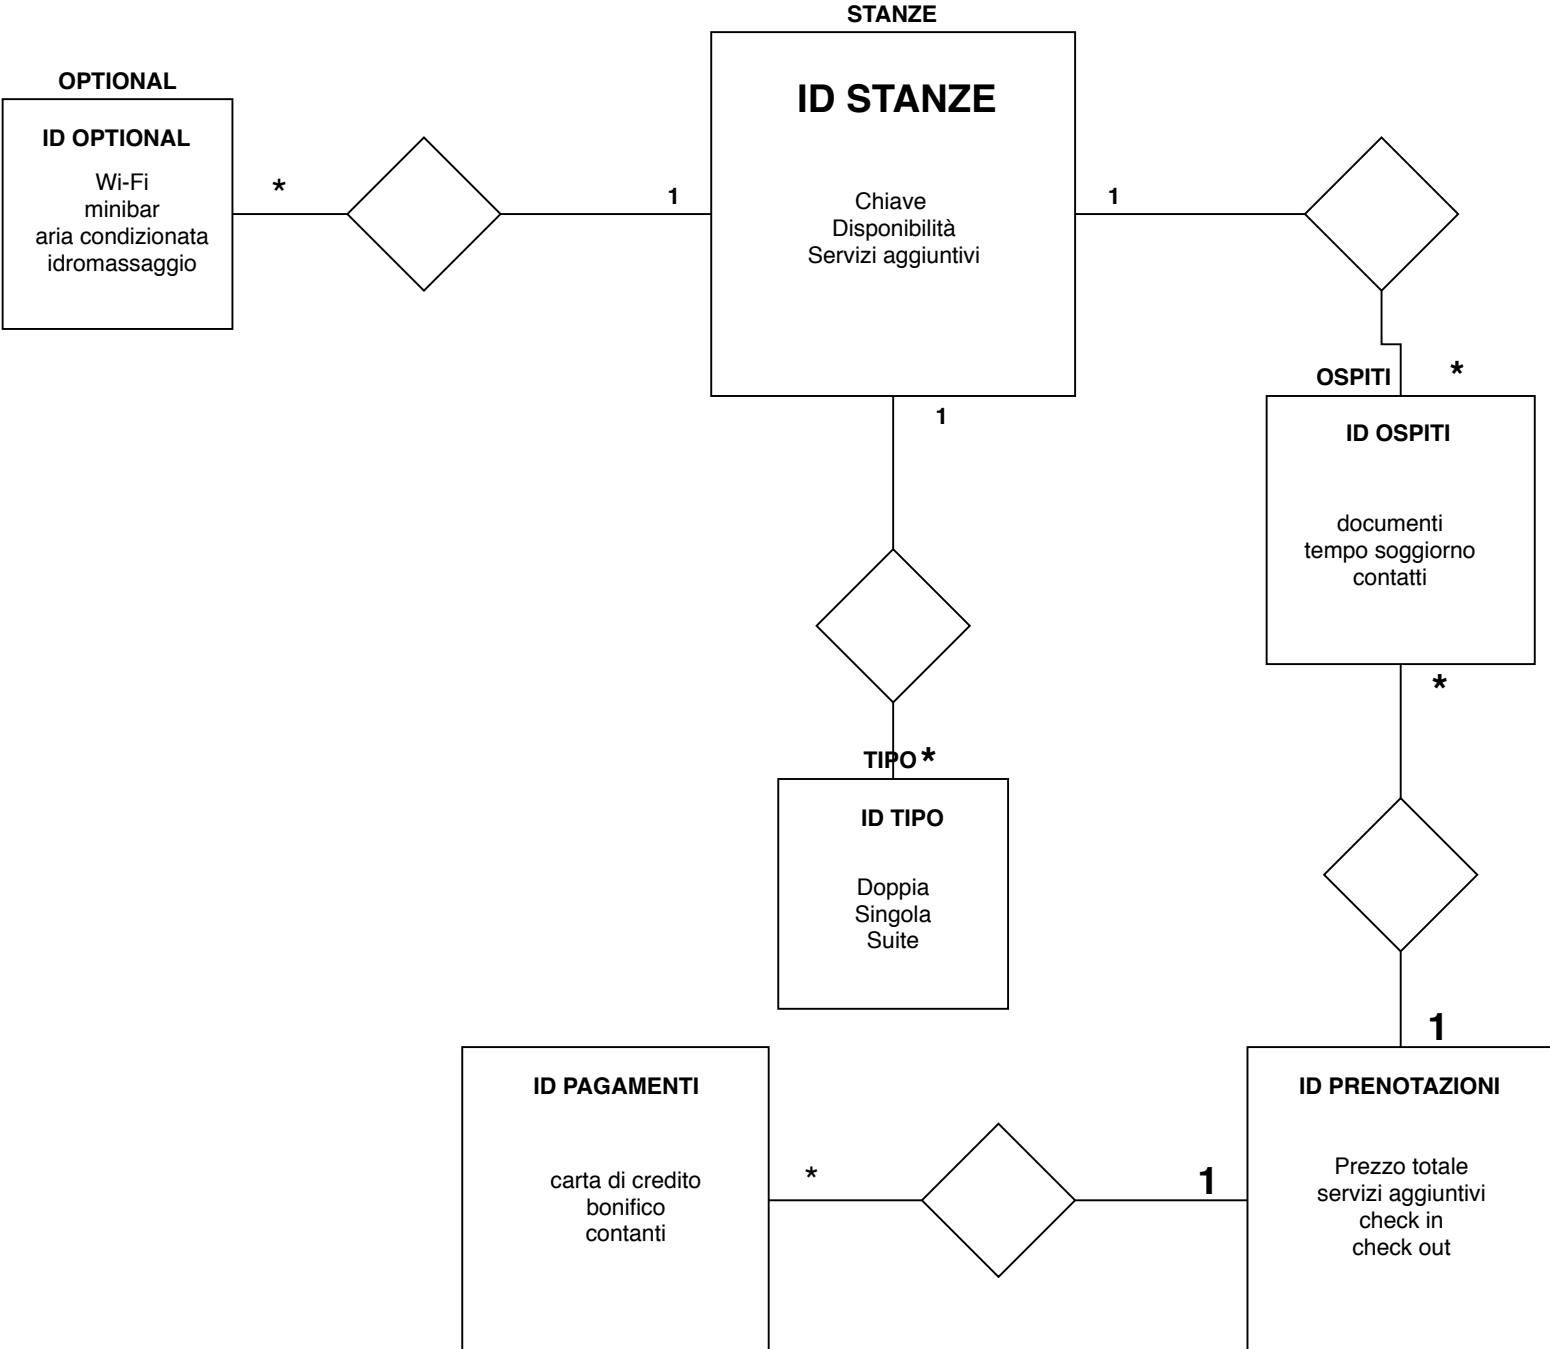 STANZE
OPTIONAL
ID STANZE
ID OPTIONAL
Wi-Fi
minibar
aria condizionata
idromassaggio
*
1
Chiave
Disponibilità
Servizi aggiuntivi
1
*
OSPITI
1
ID OSPITI
documenti
tempo soggiorno
contatti
*
TIPO *
ID TIPO
Doppia
Singola
Suite
1
ID PAGAMENTI
carta di credito
bonifico
contanti
*
1
ID PRENOTAZIONI
Prezzo totale
servizi aggiuntivi
check in
check out